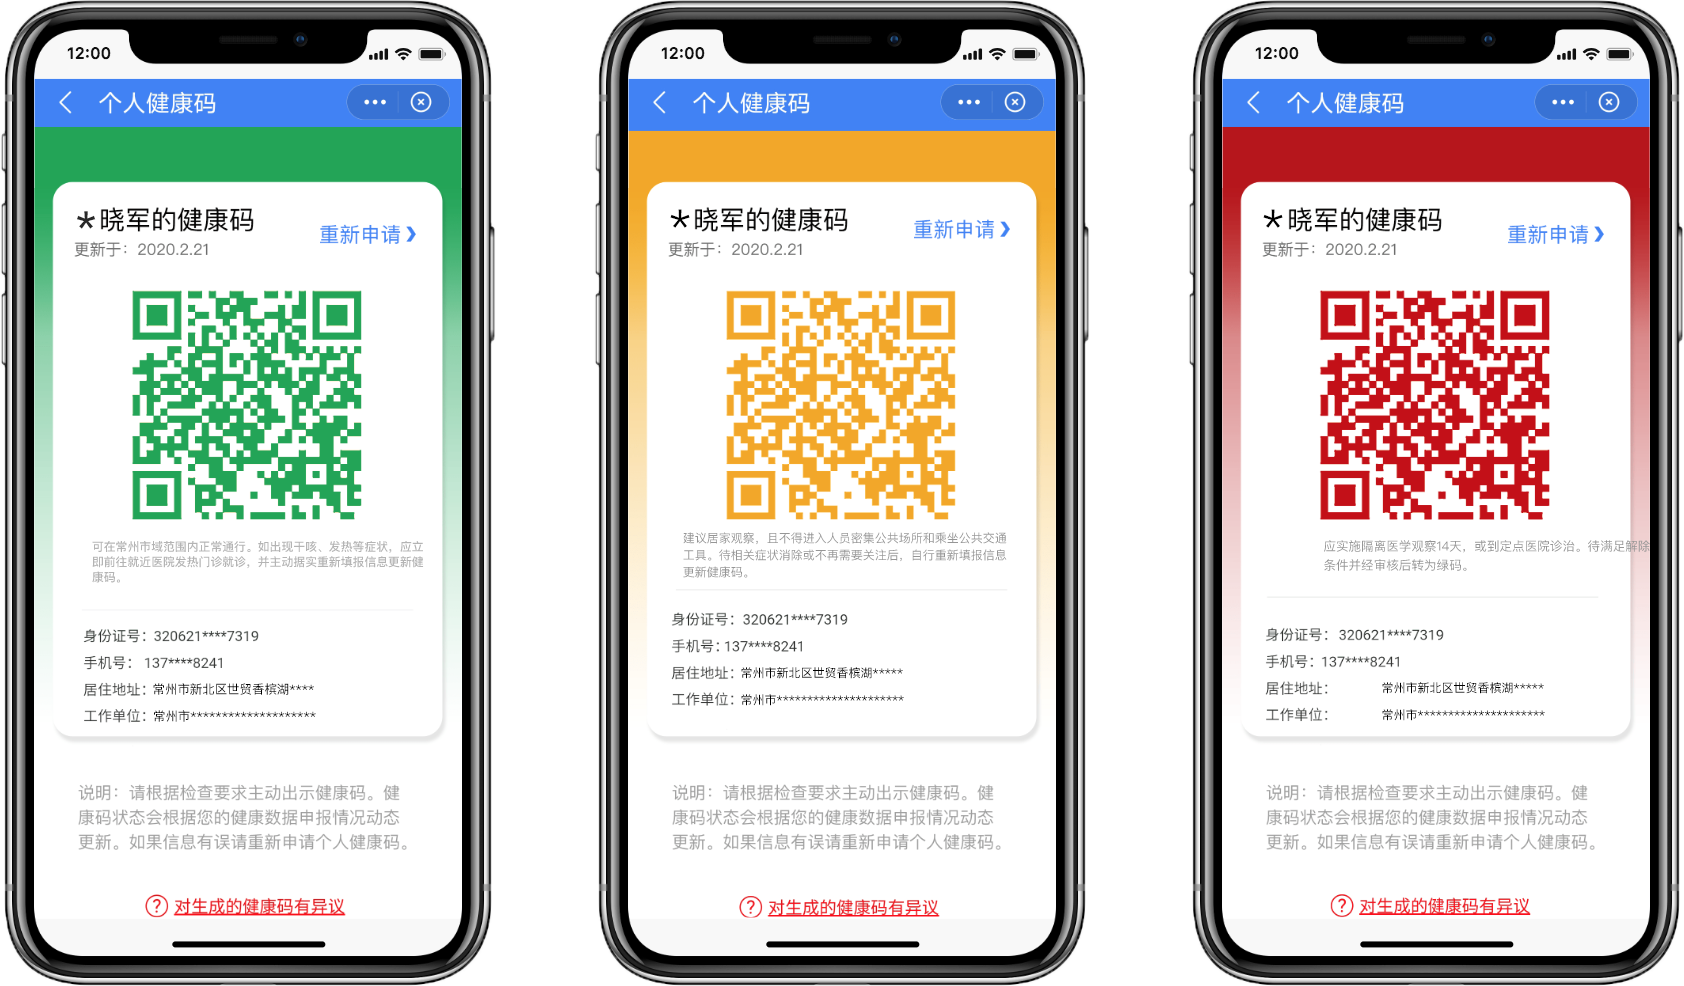 12:00
个人健康码
*晓军的健康码
重新申请
更新于：2020.2.21
可在常州市域范围内正常通行。如出现干咳、发热等症状，应立
即前往就近医院发热门诊就诊，并主动据实重新填报信息更新健
康码。
身份证号：320621****7319
手机号： 137****8241
居住地址：常州市新北区世贸香槟湖****
工作单位：常州市********************
说明：请根据检查要求主动出示健康码。健
康码状态会根据您的健康数据申报情况动态
更新。如果信息有误请重新申请个人健康码。
对生成的健康码有异议
12:00
个人健康码
*晓军的健康码
重新申请
更新于：2020.2.21
建议居家观察，且不得进入人员密集公共场所和乘坐公共交通
工具。待相关症状消除或不再需要关注后，自行重新填报信息
更新健康码。
身份证号：320621****7319
手机号：137****8241
居住地址：常州市新北区世贸香槟湖*****
工作单位：常州市*********************
说明：请根据检查要求主动出示健康码。健
康码状态会根据您的健康数据申报情况动态
更新。如果信息有误请重新申请个人健康码。
对生成的健康码有异议
12:00
个人健康码
*晓军的健康码
重新申请
更新于：2020.2.21
应实施隔离医学观察14天，或到定点医院诊治。待满足解除
条件并经审核后转为绿码。
身份证号：320621****7319
手机号：137****8241
居住地址： 常州市新北区世贸香槟湖*****
工作单位： 常州市*********************
说明：请根据检查要求主动出示健康码。健
康码状态会根据您的健康数据申报情况动态
更新。如果信息有误请重新申请个人健康码。
对生成的健康码有异议